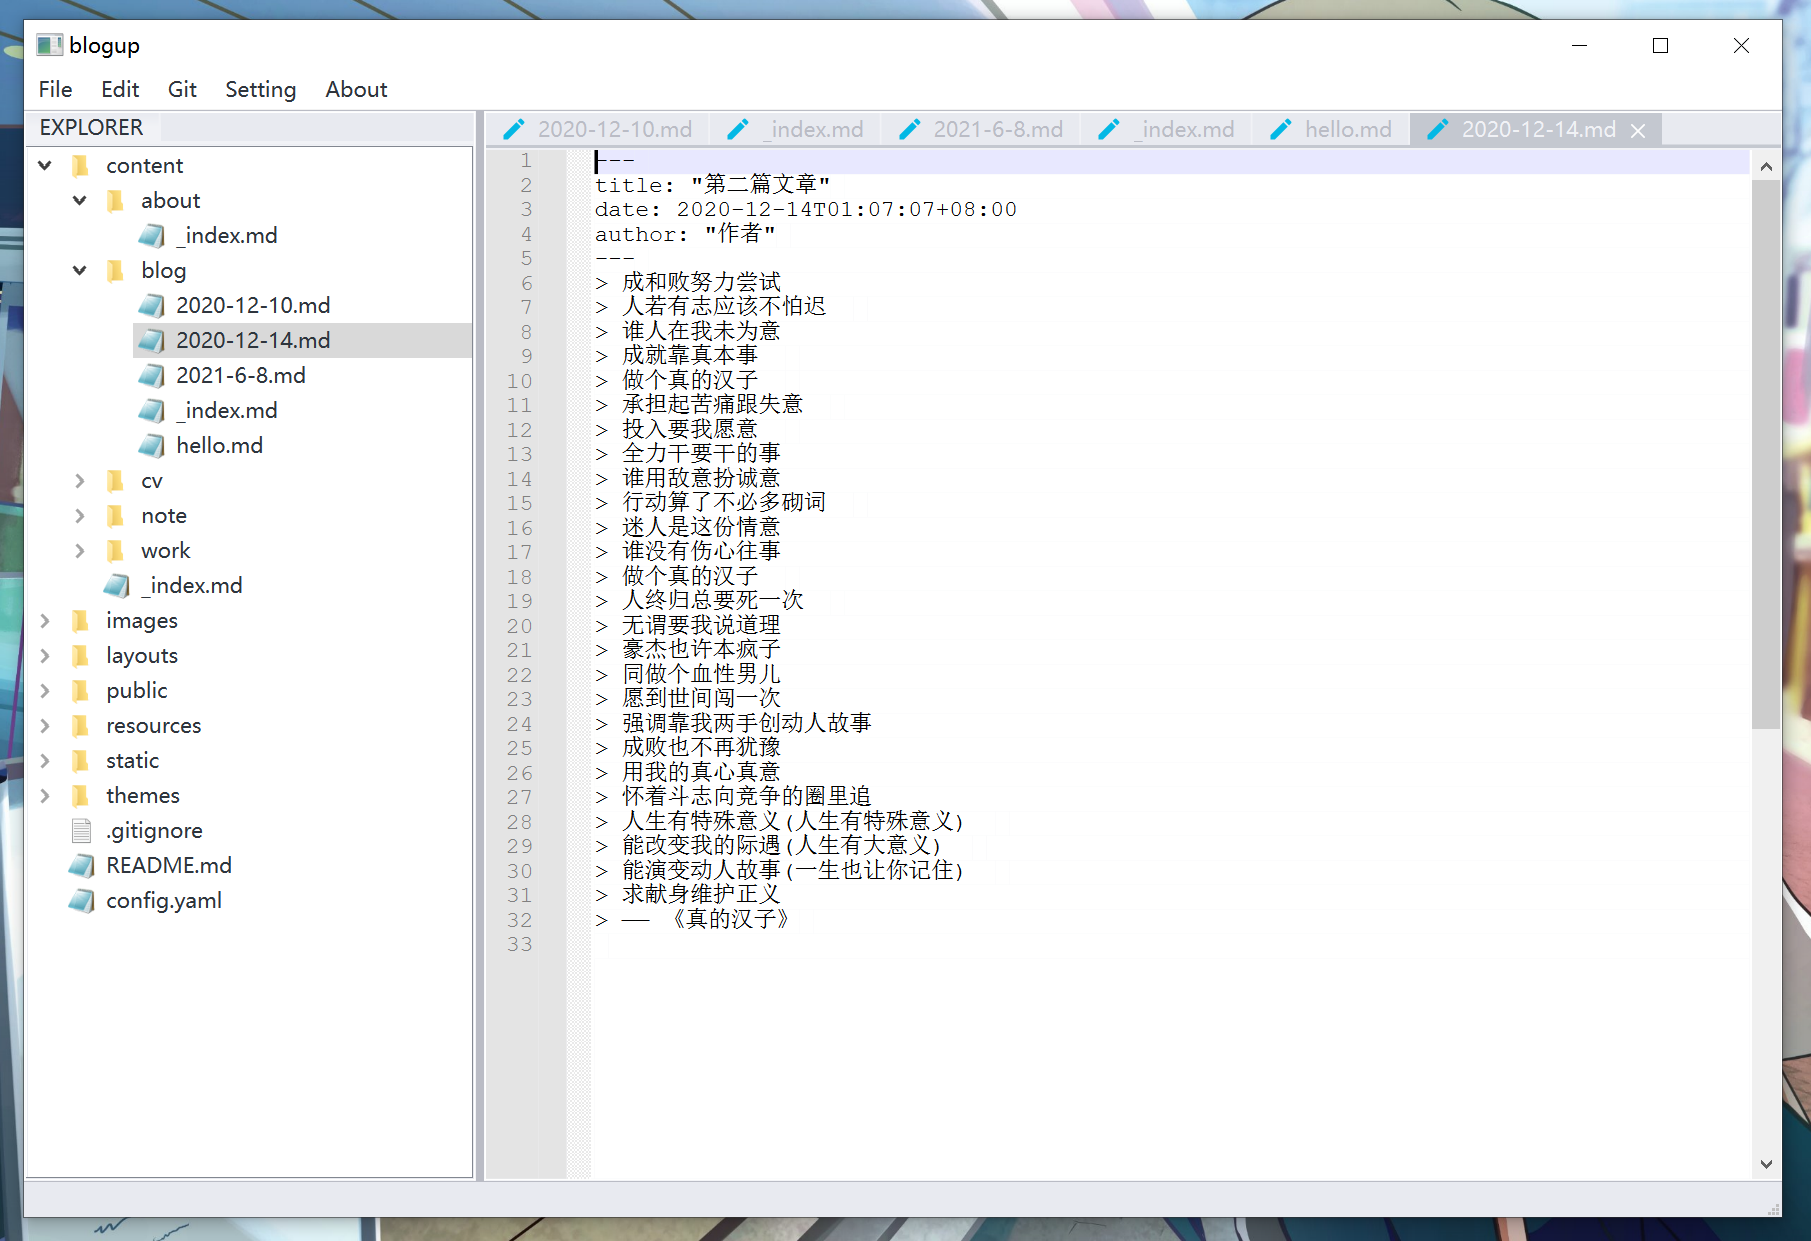 blogup
File Edit Git Setting About
EXPLORER
content
about
_index.md
blog
2020-12-10.md
2020-12-14.md
2021-6-8.md
_index.md
hello.md
cv
note
work
_index.md
images
layouts
public
resources
static
themes
.gitignore
README.md
config.yaml
2020-12-10.md _index.md 2021-6-8.md _index.md hello.md 2020-12-14.md
1 ---
2 title: "第二篇文章"
3 date: 2020-12-14T01:07:07+08:00
4 author: "作者"
5 ---
6 > 成和败努力尝试
7 > 人若有志应该不怕迟
8 > 谁人在我未为意
9 > 成就靠真本事
10 > 做个真的汉子
11 > 承担起苦痛跟失意
12 > 投入要我愿意
13 > 全力干要干的事
14 > 谁用敌意扮诚意
15 > 行动算了不必多砌词
16 > 迷人是这份情意
17 > 谁没有伤心往事
18 > 做个真的汉子
19 > 人终归总要死一次
20 > 无谓要我说道理
21 > 豪杰也许本疯子
22 > 同做个血性男儿
23 > 愿到世间闯一次
24 > 强调靠我两手创动人故事
25 > 成败也不再犹豫
26 > 用我的真心真意
27 > 怀着斗志向竞争的圈里追
28 > 人生有特殊意义(人生有特殊意义)
29 > 能改变我的际遇(人生有大意义)
30 > 能演变动人故事(一生也让你记住)
31 > 求献身维护正义
32 > —— 《真的汉子》
33